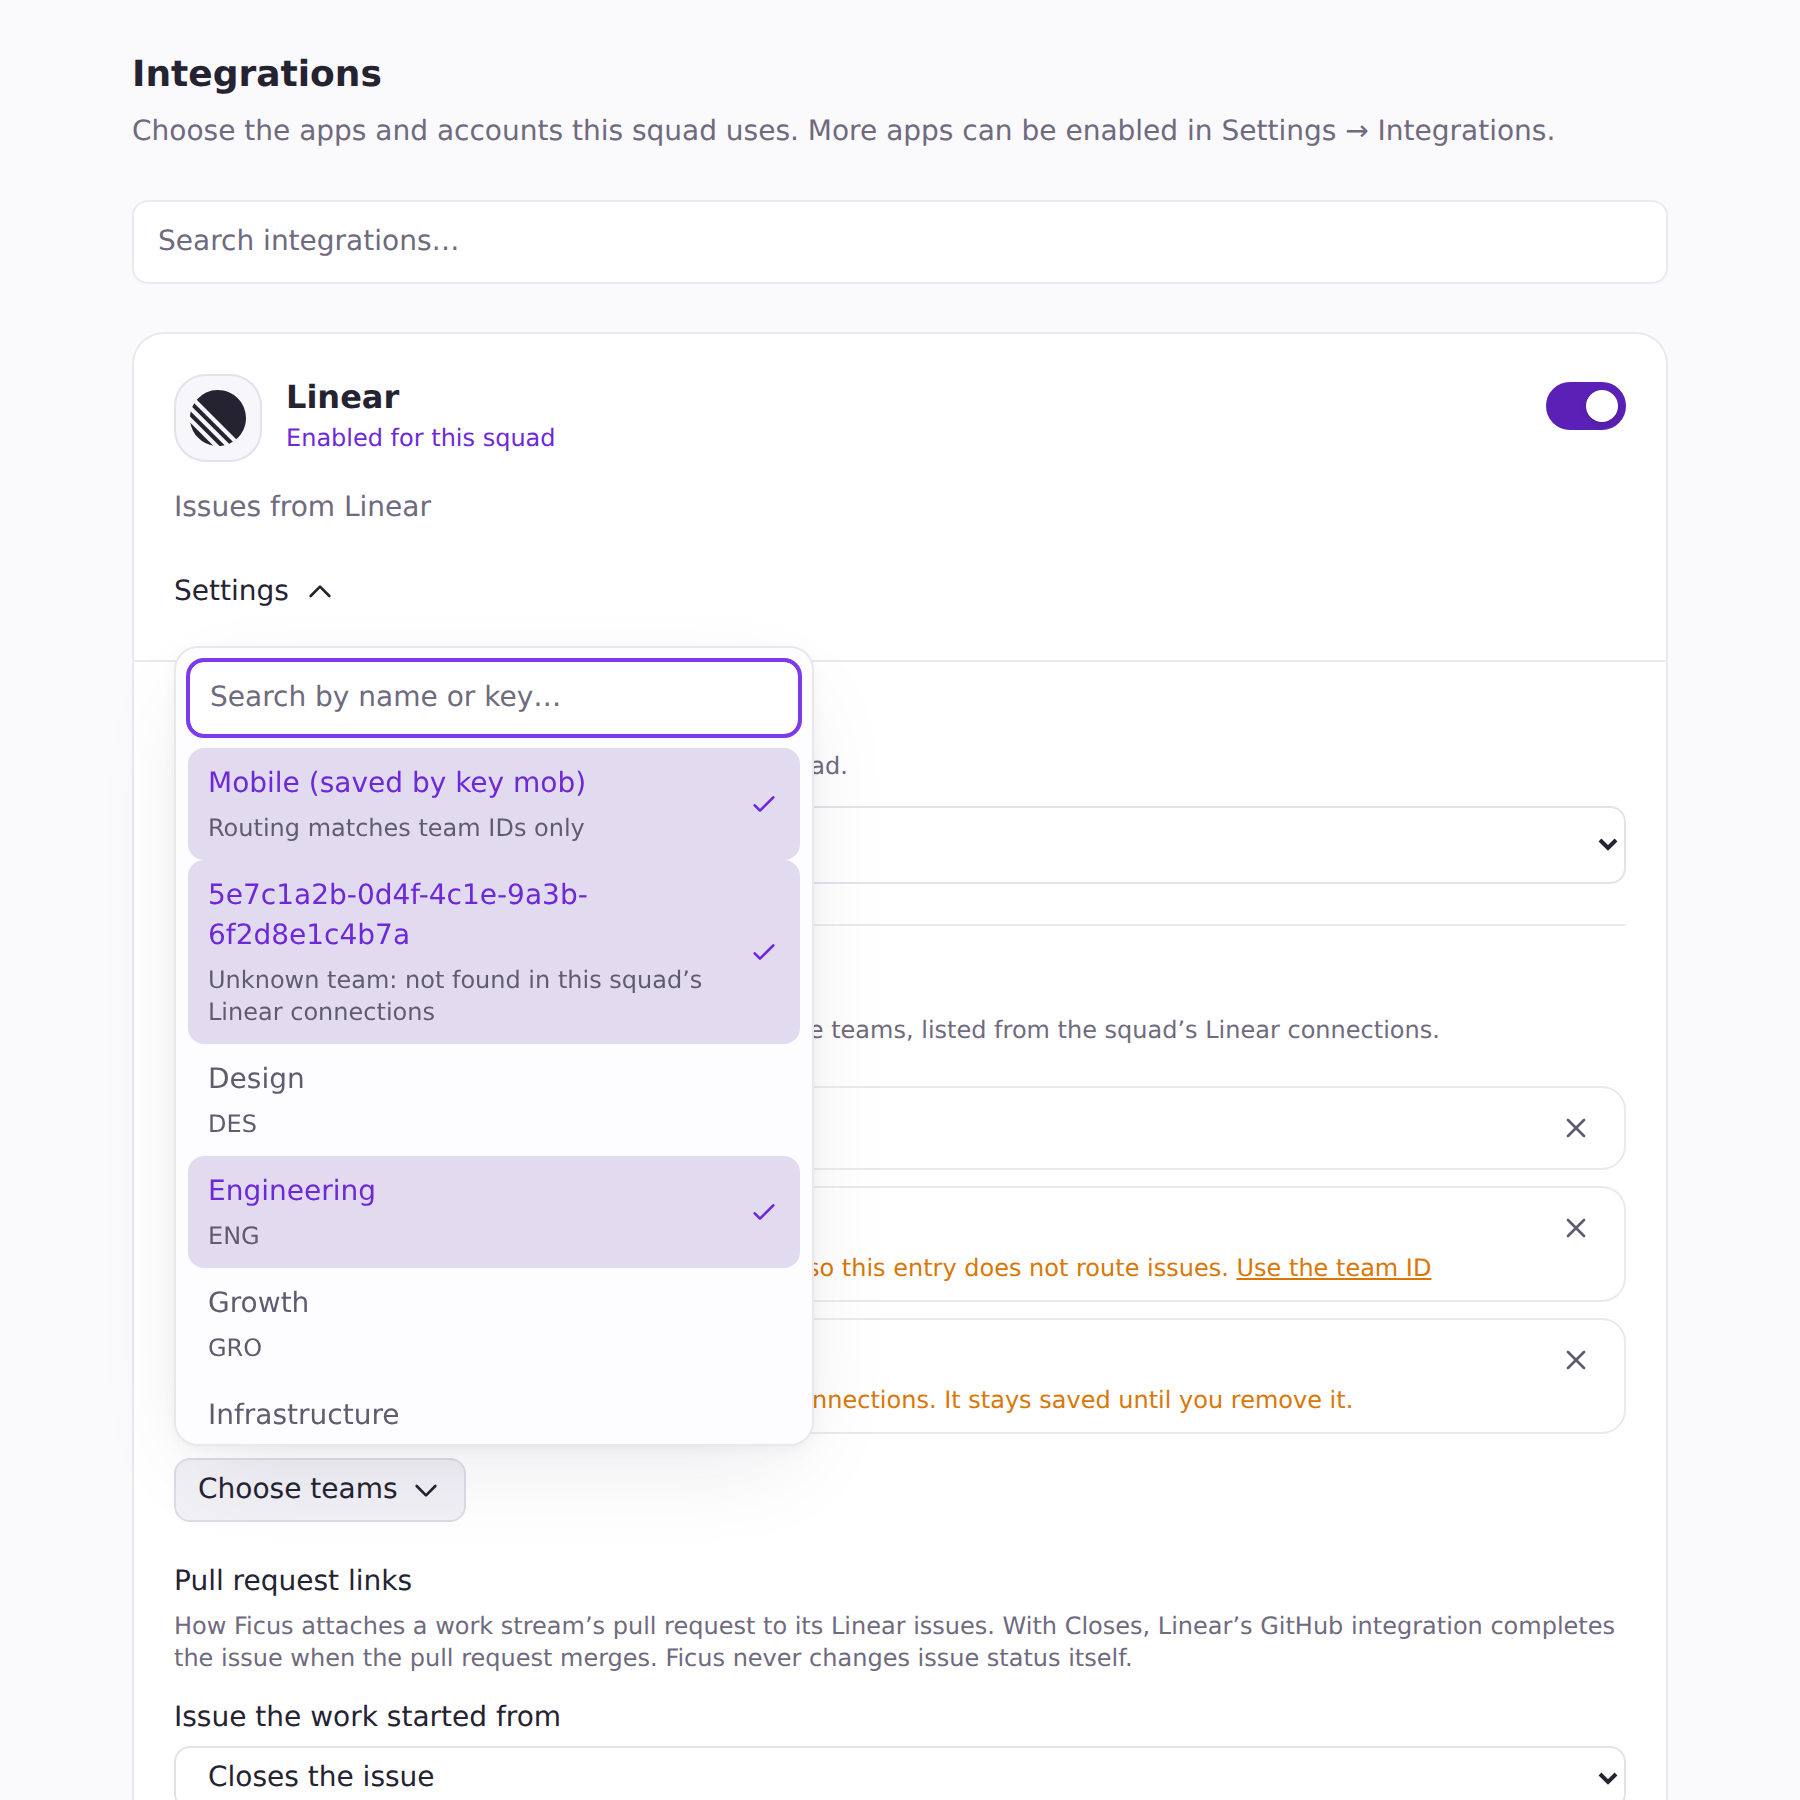 Integrations
Choose the apps and accounts this squad uses. More apps can be enabled in Settings → Integrations.
Search integrations...
Linear
Enabled for this squad
Issues from Linear
Settings
Search by name or key...
Mobile (saved by key mob)
Routing matches team IDs only
ad.
5e7c1a2b-0d4f-4c1e-9a3b-
6f2d8e1c4b7a
Unknown team: not found in this squad’s
Linear connections
e teams, listed from the squad’s Linear connections.
Design
DES
Engineering
ENG
so this entry does not route issues. Use the team ID
Growth
GRO
nnections. It stays saved until you remove it.
Infrastructure
Choose teams
Pull request links
How Ficus attaches a work stream’s pull request to its Linear issues. With Closes, Linear’s GitHub integration completes
the issue when the pull request merges. Ficus never changes issue status itself.
Issue the work started from
Closes the issue